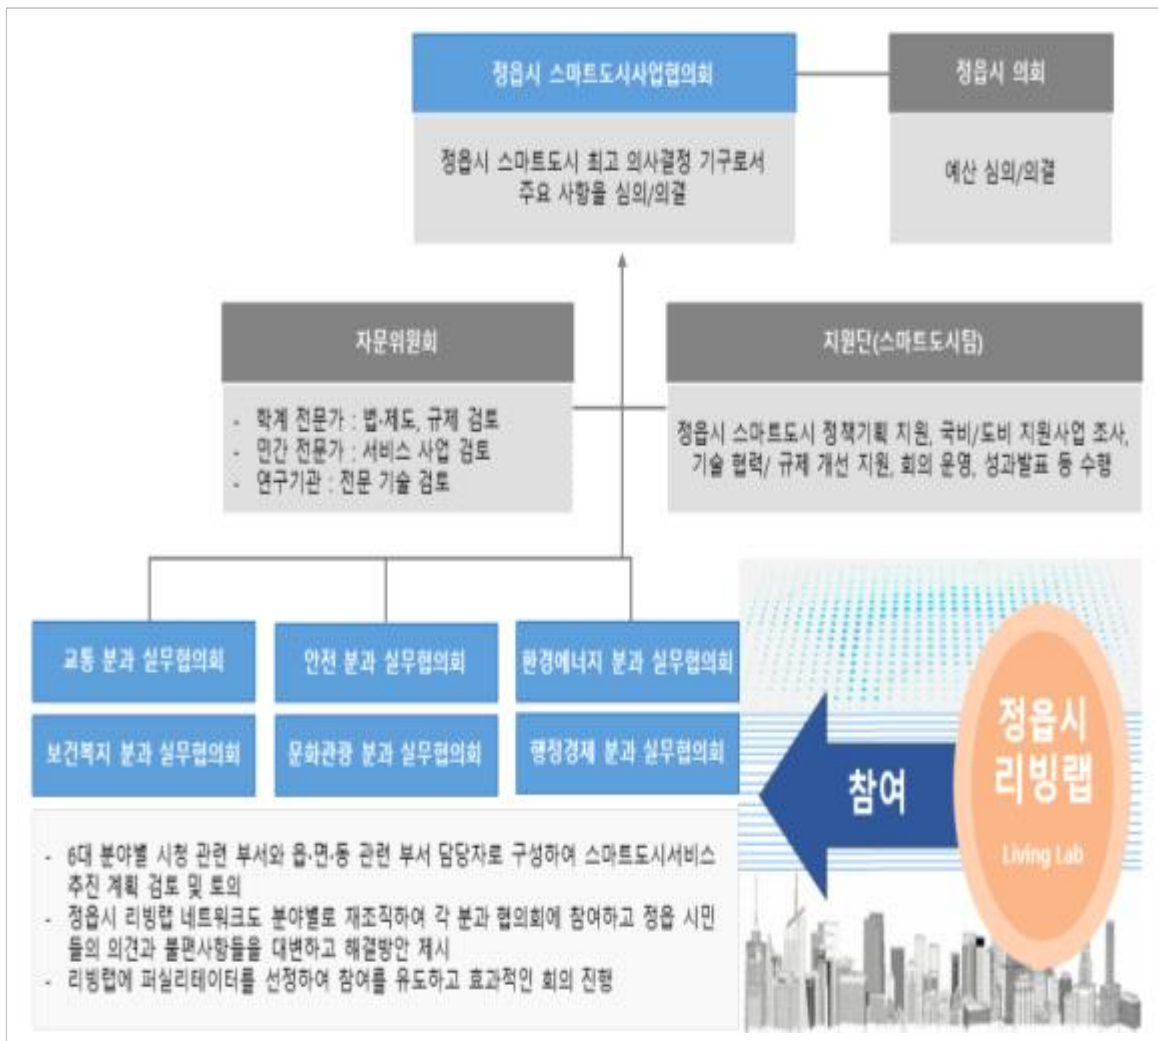 정읍시 스마트도시사업협의회
정읍시 의회
정읍시 스마트도시 최고 의사결정 기구로서
주요 사항을 심의/의결
예산 심의/의결
자문위원회
지원단(스마트도시팀)
- 학계 전문가 : 법·제도, 규제 검토
- 민간 전문가 : 서비스 사업 검토
- 연구기관 : 전문 기술 검토
정읍시 스마트도시 정책기획 지원, 국비/도비 지원사업 조사,
기술 협력/ 규제 개선 지원, 회의 운영, 성과발표 등 수행
교통 분과 실무협의회
안전 분과 실무협의회
환경에너지 분과 실무협의회
보건복지 분과 실무협의회
문화관광 분과 실무협의회
행정경제 분과 실무협의회
참여
정읍시
리빙랩
Living Lab
- 6대 분야별 시청 관련 부서와 읍·면·동 관련 부서 담당자로 구성하여 스마트도시서비스
추진 계획 검토 및 토의
- 정읍시 리빙랩 네트워크도 분야별로 재조직하여 각 분과 협의회에 참여하고 정읍 시민
들의 의견과 불편사항들을 대변하고 해결방안 제시
- 리빙랩에 퍼실리테이터를 선정하여 참여를 유도하고 효과적인 회의 진행